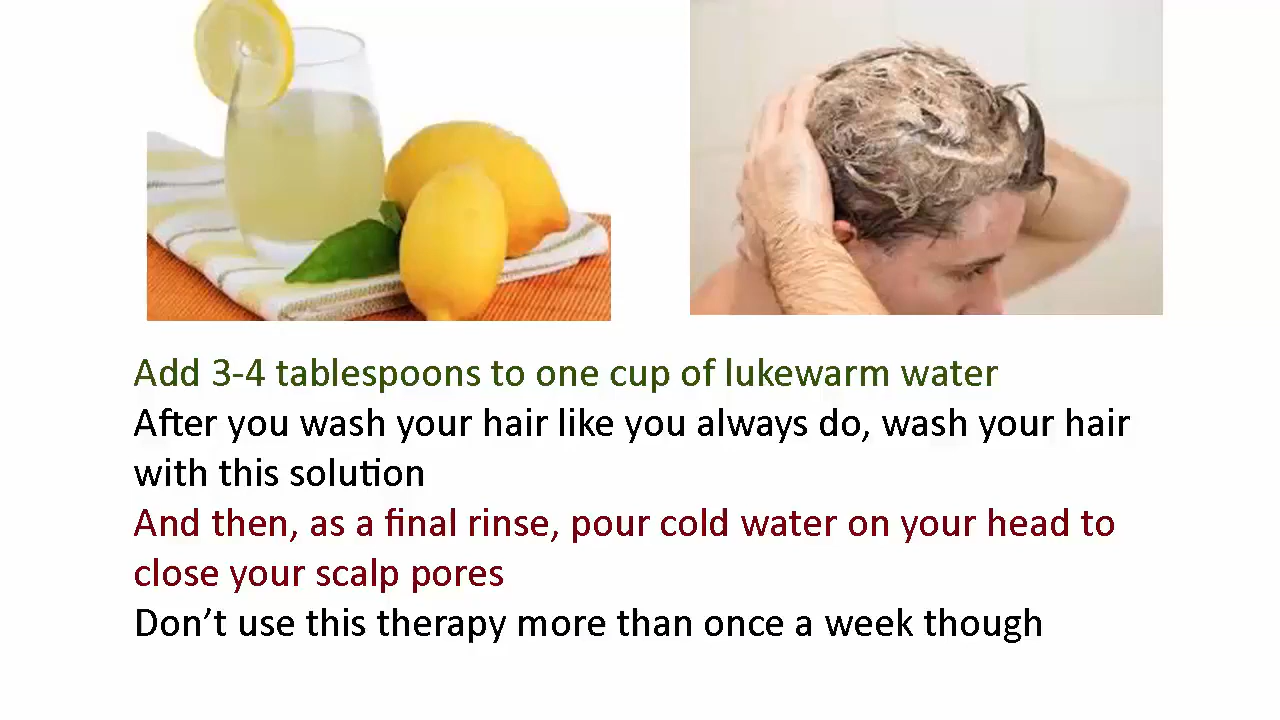 Add 3-4 tablespoons to one cup of lukewarm water
After you wash your hair like you always do, wash your hair
with this solution
And then, as a final rinse, pour cold water on your head to
close your scalp pores
Don’t use this therapy more than once a week though